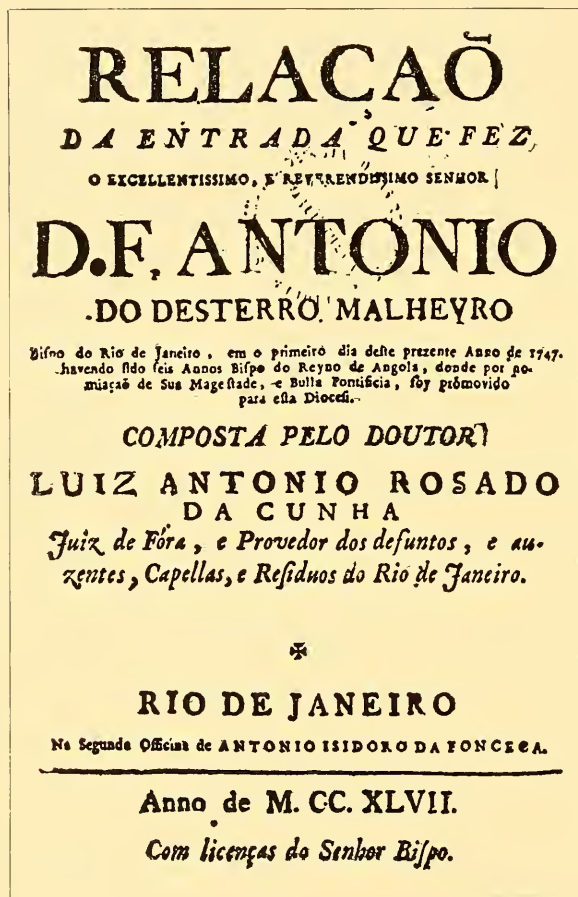 RELACAÕ
DA ENTRADA QUE FEZ,
O EXCELLENTISSIMO, E REVERENDISSIMO SENHOR
D.F. ANTONIO
DO DESTERRO MALHEYRO
Bispo do Rio de Janeiro, em o primeiro dia deste prezente Anno de 1747.
havendo sido seis Annos Bispo do Reyno de Angola, donde por no-
miaçaõ de Sua Magestade, e Bulla Pontificia, foy promovido
para esta Diocesi.
COMPOSTA PELO DOUTOR
LUIZ ANTONIO ROSADO
DA CUNHA
Juiz de Fóra, e Provedor dos defuntos, e au-
zentes, Capellas, e Residuos do Rio de Janeiro.
RIO DE JANEIRO
Na Segunda Officina de ANTONIO ISIDORO DA FONCECA.
Anno de M. CC. XLVII.
Com licenças do Senhor Bispo.